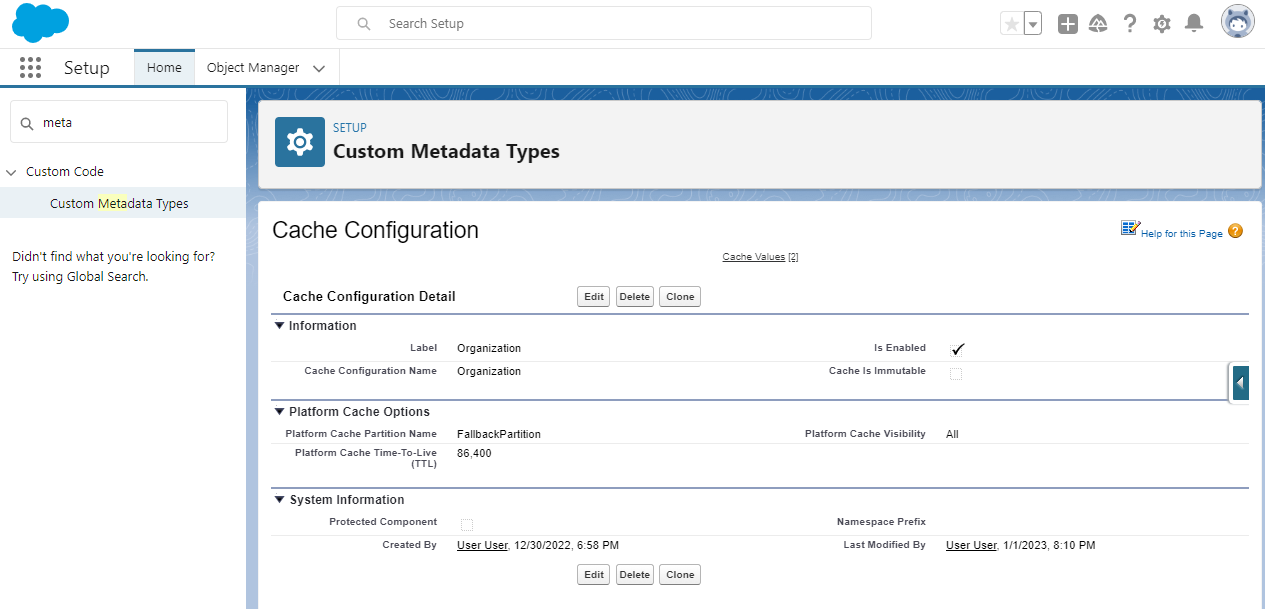 Search Setup
Setup
Home
Object Manager
meta
Custom Code
Custom Metadata Types
Didn't find what you're looking for?
Try using Global Search.
SETUP
Custom Metadata Types
Cache Configuration
Help for this Page ?
Cache Values [2]
Cache Configuration Detail
Edit
Delete
Clone
Information
Label Organization
Is Enabled
Cache Configuration Name Organization
Cache Is Immutable
Platform Cache Options
Platform Cache Partition Name FallbackPartition
Platform Cache Visibility All
Platform Cache Time-To-Live
(TTL)
86,400
System Information
Protected Component
Namespace Prefix
Created By User User, 12/30/2022, 6:58 PM
Last Modified By User User, 1/1/2023, 8:10 PM
Edit
Delete
Clone